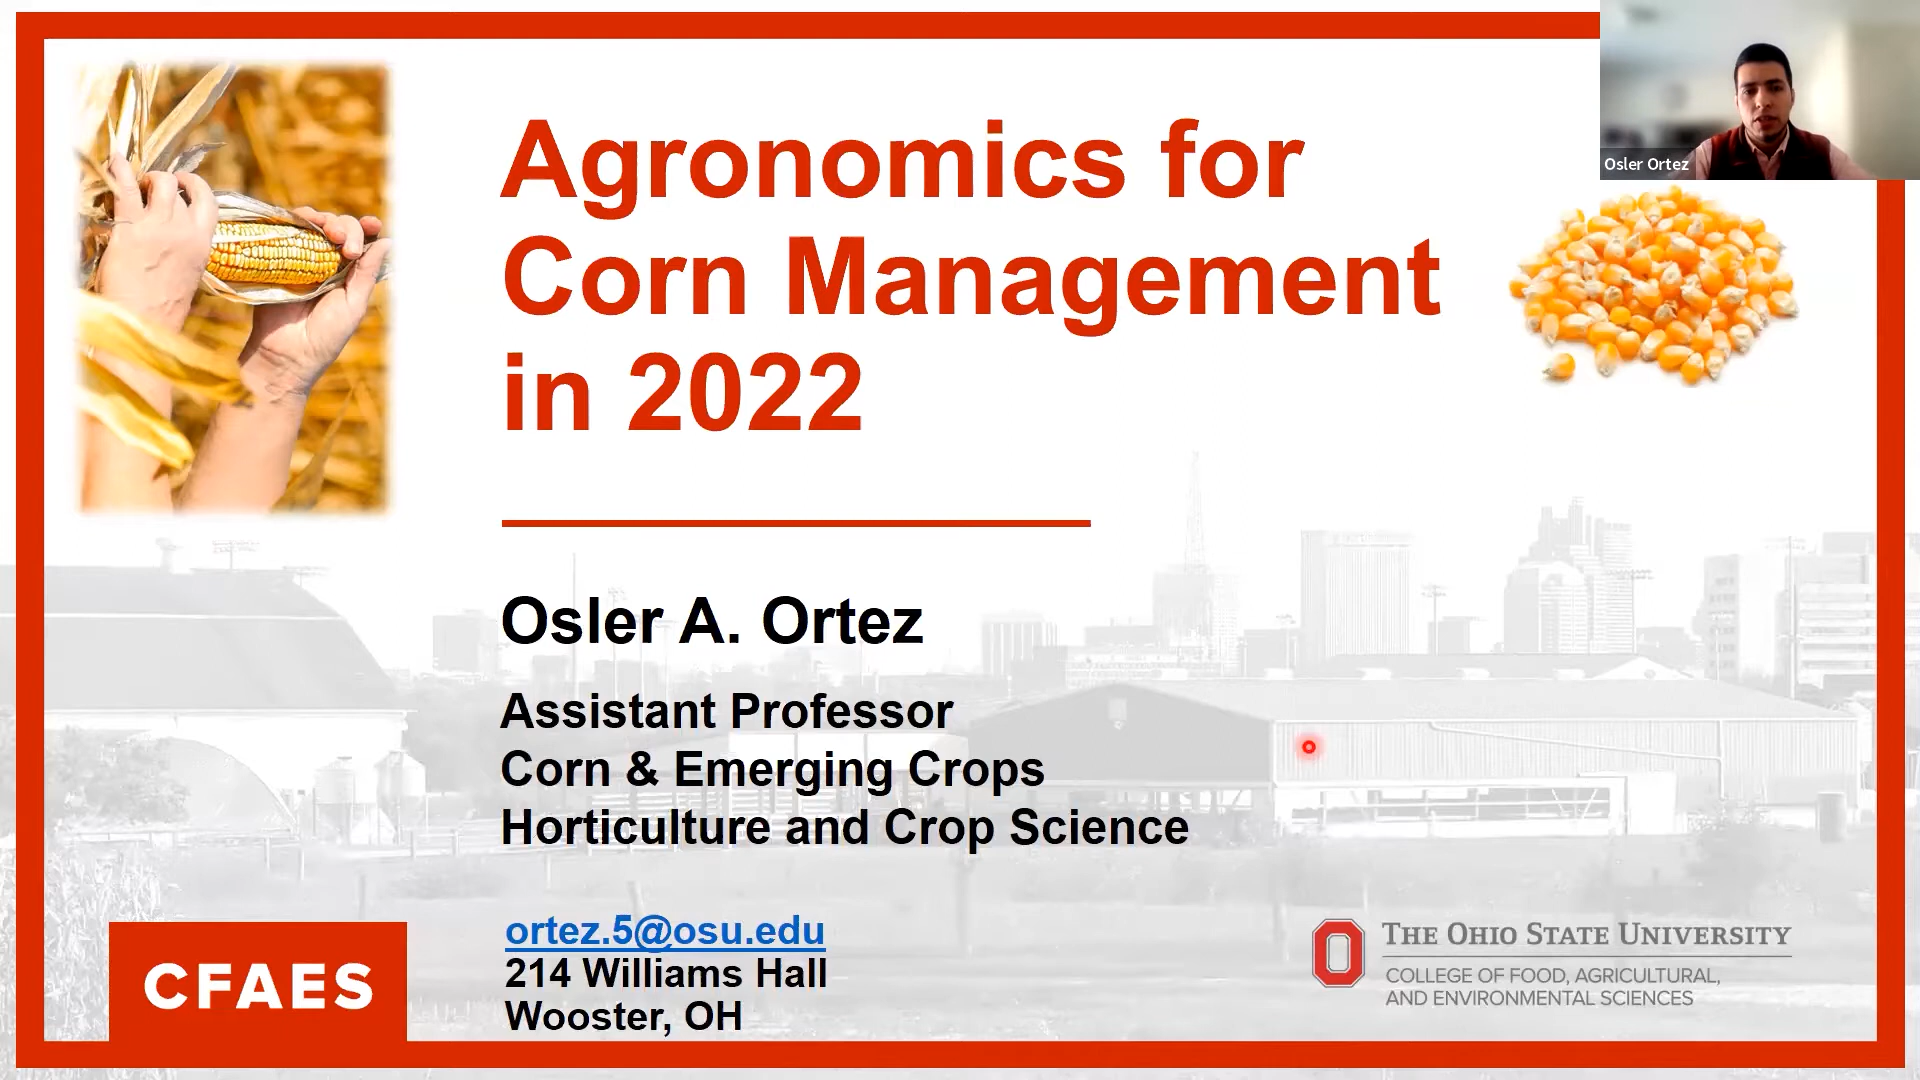 Agronomics for
Corn Management
in 2022
Osler Ortez
Osler A. Ortez
Assistant Professor
Corn & Emerging Crops
Horticulture and Crop Science
ortez.5@osu.edu
214 Williams Hall
Wooster, OH
CFAES
THE OHIO STATE UNIVERSITY
COLLEGE OF FOOD, AGRICULTURAL,
AND ENVIRONMENTAL SCIENCES